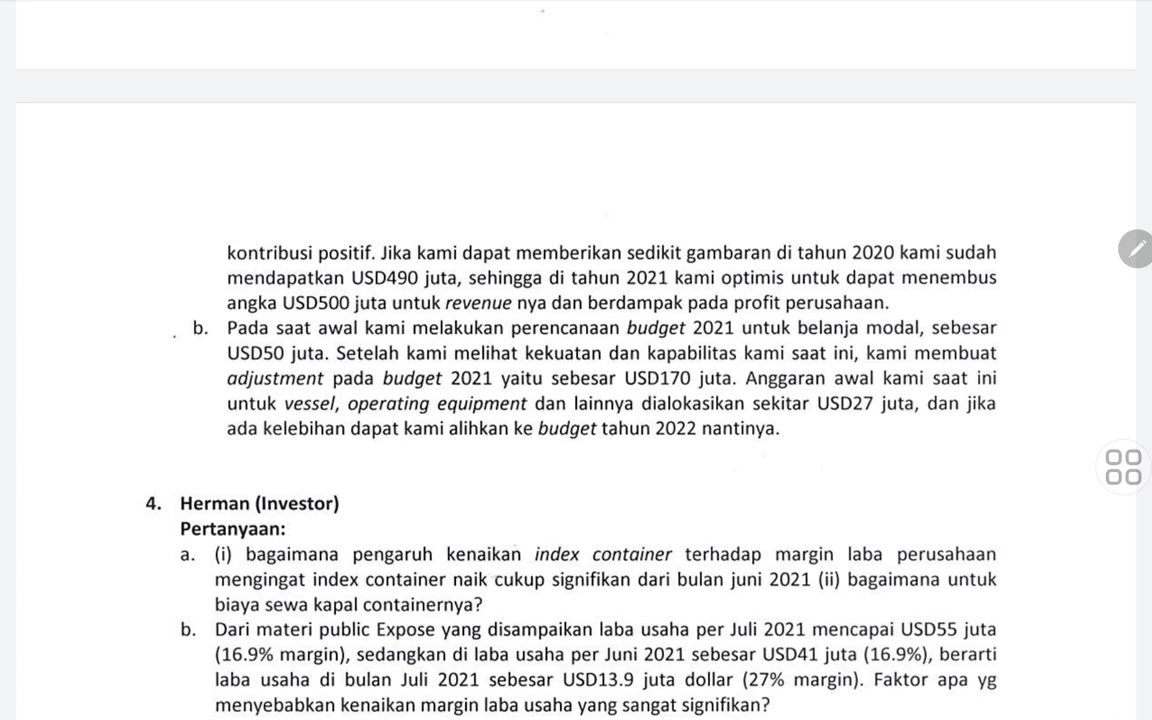 kontribusi positif. Jika kami dapat memberikan sedikit gambaran di tahun 2020 kami sudah
mendapatkan USD490 juta, sehingga di tahun 2021 kami optimis untuk dapat menembus
angka USD500 juta untuk revenue nya dan berdampak pada profit perusahaan.
b. Pada saat awal kami melakukan perencanaan budget 2021 untuk belanja modal, sebesar
USD50 juta. Setelah kami melihat kekuatan dan kapabilitas kami saat ini, kami membuat
adjustment pada budget 2021 yaitu sebesar USD170 juta. Anggaran awal kami saat ini
untuk vessel, operating equipment dan lainnya dialokasikan sekitar USD27 juta, dan jika
ada kelebihan dapat kami alihkan ke budget tahun 2022 nantinya.
4. Herman (Investor)
Pertanyaan:
a. (i) bagaimana pengaruh kenaikan index container terhadap margin laba perusahaan
mengingat index container naik cukup signifikan dari bulan juni 2021 (ii) bagaimana untuk
biaya sewa kapal containernya?
b. Dari materi public Expose yang disampaikan laba usaha per Juli 2021 mencapai USD55 juta
(16.9% margin), sedangkan di laba usaha per Juni 2021 sebesar USD41 juta (16.9%), berarti
laba usaha di bulan Juli 2021 sebesar USD13.9 juta dollar (27% margin). Faktor apa yg
menyebabkan kenaikan margin laba usaha yang sangat signifikan?